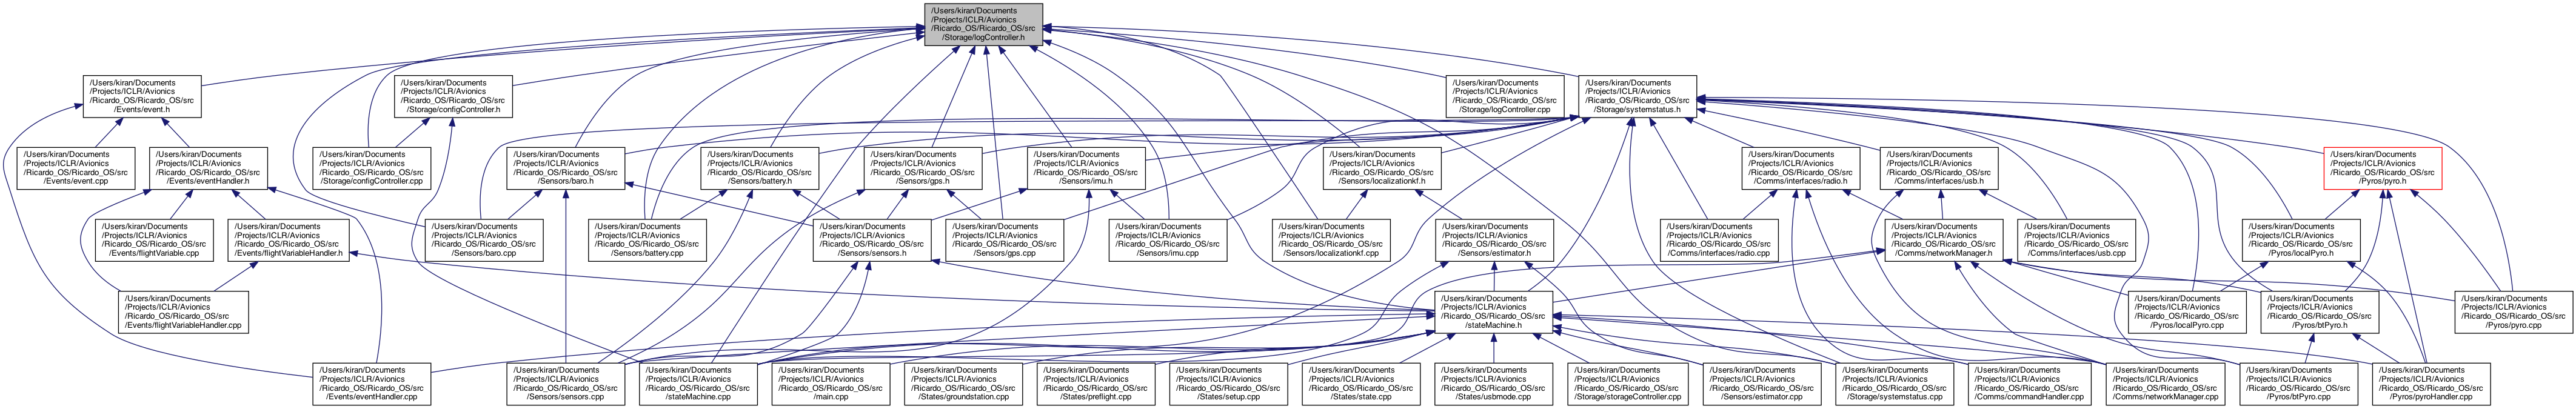 /Users/kiran/Documents
/Projects/ICLR/Avionics
/Ricardo_OS/Ricardo_OS/src
/Storage/logController.h
/Users/kiran/Documents
/Projects/ICLR/Avionics
/Ricardo_OS/Ricardo_OS/src
/Events/event.h
/Users/kiran/Documents
/Projects/ICLR/Avionics
/Ricardo_OS/Ricardo_OS/src
/Storage/configController.h
/Users/kiran/Documents
/Projects/ICLR/Avionics
/Ricardo_OS/Ricardo_OS/src
/Storage/logController.cpp
/Users/kiran/Documents
/Projects/ICLR/Avionics
/Ricardo_OS/Ricardo_OS/src
/Storage/systemstatus.h
/Users/kiran/Documents
/Projects/ICLR/Avionics
/Ricardo_OS/Ricardo_OS/src
/Events/event.cpp
/Users/kiran/Documents
/Projects/ICLR/Avionics
/Ricardo_OS/Ricardo_OS/src
/Events/eventHandler.h
/Users/kiran/Documents
/Projects/ICLR/Avionics
/Ricardo_OS/Ricardo_OS/src
/Storage/configController.cpp
/Users/kiran/Documents
/Projects/ICLR/Avionics
/Ricardo_OS/Ricardo_OS/src
/Sensors/baro.h
/Users/kiran/Documents
/Projects/ICLR/Avionics
/Ricardo_OS/Ricardo_OS/src
/Sensors/battery.h
/Users/kiran/Documents
/Projects/ICLR/Avionics
/Ricardo_OS/Ricardo_OS/src
/Sensors/gps.h
/Users/kiran/Documents
/Projects/ICLR/Avionics
/Ricardo_OS/Ricardo_OS/src
/Sensors/imu.h
/Users/kiran/Documents
/Projects/ICLR/Avionics
/Ricardo_OS/Ricardo_OS/src
/Sensors/localizationkf.h
/Users/kiran/Documents
/Projects/ICLR/Avionics
/Ricardo_OS/Ricardo_OS/src
/Comms/interfaces/radio.h
/Users/kiran/Documents
/Projects/ICLR/Avionics
/Ricardo_OS/Ricardo_OS/src
/Comms/interfaces/usb.h
/Users/kiran/Documents
/Projects/ICLR/Avionics
/Ricardo_OS/Ricardo_OS/src
/Pyros/pyro.h
/Users/kiran/Documents
/Projects/ICLR/Avionics
/Ricardo_OS/Ricardo_OS/src
/Events/flightVariable.cpp
/Users/kiran/Documents
/Projects/ICLR/Avionics
/Ricardo_OS/Ricardo_OS/src
/Events/flightVariableHandler.h
/Users/kiran/Documents
/Projects/ICLR/Avionics
/Ricardo_OS/Ricardo_OS/src
/Sensors/baro.cpp
/Users/kiran/Documents
/Projects/ICLR/Avionics
/Ricardo_OS/Ricardo_OS/src
/Sensors/battery.cpp
/Users/kiran/Documents
/Projects/ICLR/Avionics
/Ricardo_OS/Ricardo_OS/src
/Sensors/sensors.h
/Users/kiran/Documents
/Projects/ICLR/Avionics
/Ricardo_OS/Ricardo_OS/src
/Sensors/gps.cpp
/Users/kiran/Documents
/Projects/ICLR/Avionics
/Ricardo_OS/Ricardo_OS/src
/Sensors/imu.cpp
/Users/kiran/Documents
/Projects/ICLR/Avionics
/Ricardo_OS/Ricardo_OS/src
/Sensors/localizationkf.cpp
/Users/kiran/Documents
/Projects/ICLR/Avionics
/Ricardo_OS/Ricardo_OS/src
/Sensors/estimator.h
/Users/kiran/Documents
/Projects/ICLR/Avionics
/Ricardo_OS/Ricardo_OS/src
/Comms/interfaces/radio.cpp
/Users/kiran/Documents
/Projects/ICLR/Avionics
/Ricardo_OS/Ricardo_OS/src
/Comms/networkManager.h
/Users/kiran/Documents
/Projects/ICLR/Avionics
/Ricardo_OS/Ricardo_OS/src
/Comms/interfaces/usb.cpp
/Users/kiran/Documents
/Projects/ICLR/Avionics
/Ricardo_OS/Ricardo_OS/src
/Pyros/localPyro.h
/Users/kiran/Documents
/Projects/ICLR/Avionics
/Ricardo_OS/Ricardo_OS/src
/Events/flightVariableHandler.cpp
/Users/kiran/Documents
/Projects/ICLR/Avionics
/Ricardo_OS/Ricardo_OS/src
/stateMachine.h
/Users/kiran/Documents
/Projects/ICLR/Avionics
/Ricardo_OS/Ricardo_OS/src
/Pyros/localPyro.cpp
/Users/kiran/Documents
/Projects/ICLR/Avionics
/Ricardo_OS/Ricardo_OS/src
/Pyros/btPyro.h
/Users/kiran/Documents
/Projects/ICLR/Avionics
/Ricardo_OS/Ricardo_OS/src
/Pyros/pyro.cpp
/Users/kiran/Documents
/Projects/ICLR/Avionics
/Ricardo_OS/Ricardo_OS/src
/Events/eventHandler.cpp
/Users/kiran/Documents
/Projects/ICLR/Avionics
/Ricardo_OS/Ricardo_OS/src
/Sensors/sensors.cpp
/Users/kiran/Documents
/Projects/ICLR/Avionics
/Ricardo_OS/Ricardo_OS/src
/stateMachine.cpp
/Users/kiran/Documents
/Projects/ICLR/Avionics
/Ricardo_OS/Ricardo_OS/src
/main.cpp
/Users/kiran/Documents
/Projects/ICLR/Avionics
/Ricardo_OS/Ricardo_OS/src
/States/groundstation.cpp
/Users/kiran/Documents
/Projects/ICLR/Avionics
/Ricardo_OS/Ricardo_OS/src
/States/preflight.cpp
/Users/kiran/Documents
/Projects/ICLR/Avionics
/Ricardo_OS/Ricardo_OS/src
/States/setup.cpp
/Users/kiran/Documents
/Projects/ICLR/Avionics
/Ricardo_OS/Ricardo_OS/src
/States/state.cpp
/Users/kiran/Documents
/Projects/ICLR/Avionics
/Ricardo_OS/Ricardo_OS/src
/States/usbmode.cpp
/Users/kiran/Documents
/Projects/ICLR/Avionics
/Ricardo_OS/Ricardo_OS/src
/Storage/storageController.cpp
/Users/kiran/Documents
/Projects/ICLR/Avionics
/Ricardo_OS/Ricardo_OS/src
/Sensors/estimator.cpp
/Users/kiran/Documents
/Projects/ICLR/Avionics
/Ricardo_OS/Ricardo_OS/src
/Storage/systemstatus.cpp
/Users/kiran/Documents
/Projects/ICLR/Avionics
/Ricardo_OS/Ricardo_OS/src
/Comms/commandHandler.cpp
/Users/kiran/Documents
/Projects/ICLR/Avionics
/Ricardo_OS/Ricardo_OS/src
/Comms/networkManager.cpp
/Users/kiran/Documents
/Projects/ICLR/Avionics
/Ricardo_OS/Ricardo_OS/src
/Pyros/btPyro.cpp
/Users/kiran/Documents
/Projects/ICLR/Avionics
/Ricardo_OS/Ricardo_OS/src
/Pyros/pyroHandler.cpp